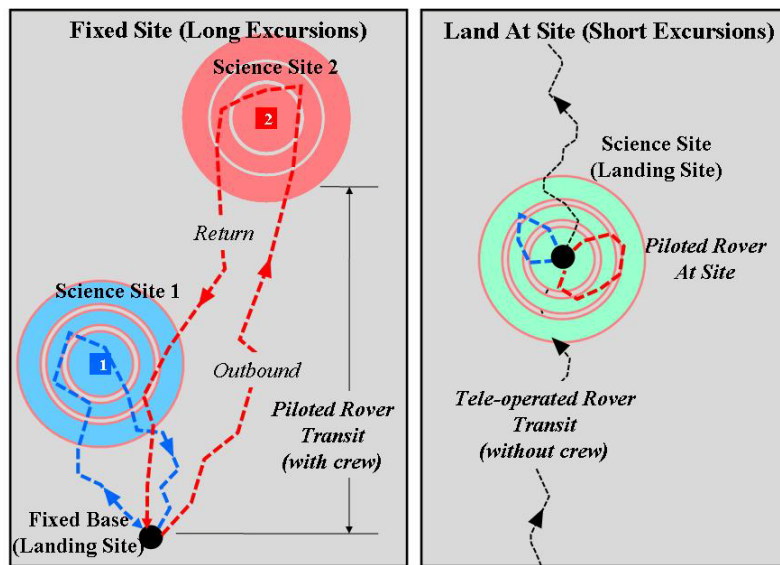 Fixed Site (Long Excursions)
Science Site 2
2
Return
Science Site 1
1
Outbound
Piloted Rover
Transit
(with crew)
Fixed Base
(Landing Site)
Land At Site (Short Excursions)
Science Site
(Landing Site)
Piloted Rover
At Site
Tele-operated Rover
Transit
(without crew)